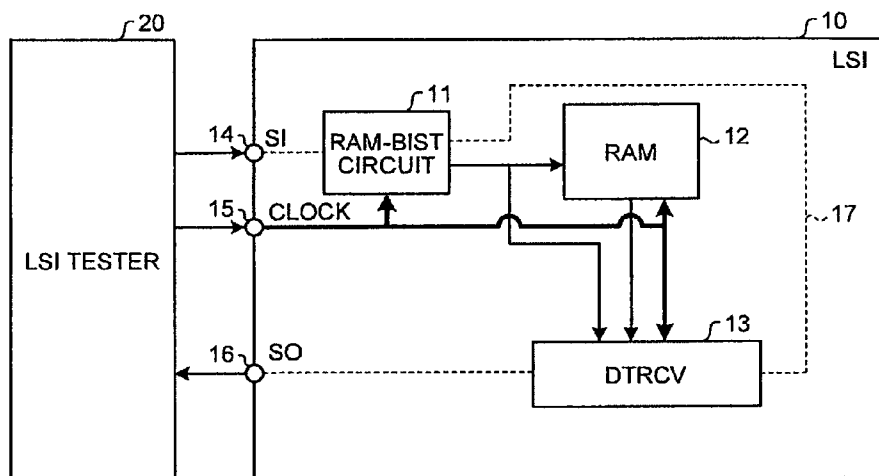 20
10
LSI
11
14
SI
RAM-BIST
CIRCUIT
RAM
12
15
CLOCK
17
LSI TESTER
16
SO
13
DTRCV